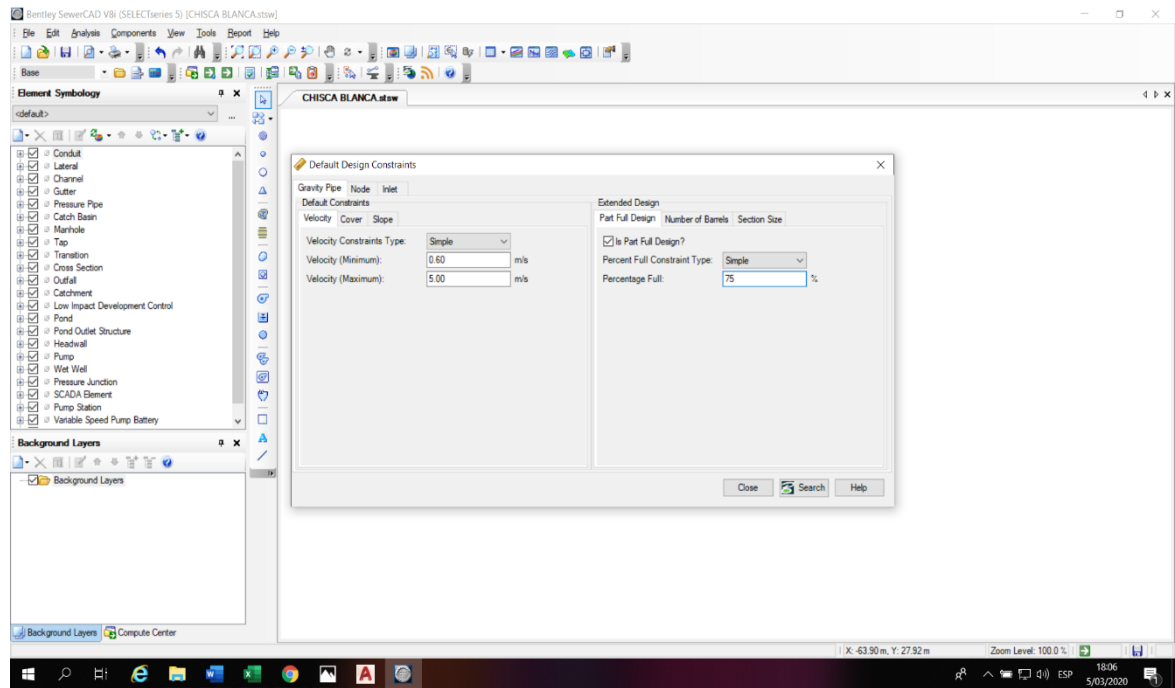 Bentley SewerCAD V8i (SELECTseries 5) [CHISCA BLANCA.stsw]
File Edit Analysis Components View Tools Report Help
Base
Element Symbology
CHISCA BLANCA.stsw
<default>
Conduit
Lateral
Channel
Gutter
Pressure Pipe
Catch Basin
Manhole
Tap
Transition
Cross Section
Outfall
Catchment
Low Impact Development Control
Pond
Pond Outlet Structure
Headwall
Pump
Wet Well
Pressure Junction
SCADA Element
Pump Station
Variable Speed Pump Battery
Background Layers
Background Layers
Background Layers Compute Center
Default Design Constraints
Gravity Pipe Node Inlet
Default Constraints
Velocity Cover Slope
Velocity Constraints Type: Simple
Velocity (Minimum): 0.60 m/s
Velocity (Maximum): 5.00 m/s
Extended Design
Part Full Design Number of Barrels Section Size
Is Part Full Design?
Percent Full Constraint Type: Simple
Percentage Full: 75 %
Close Search Help
X: -63.90 m, Y: 27.92 m Zoom Level: 100.0 %
ESP
18:06
5/03/2020